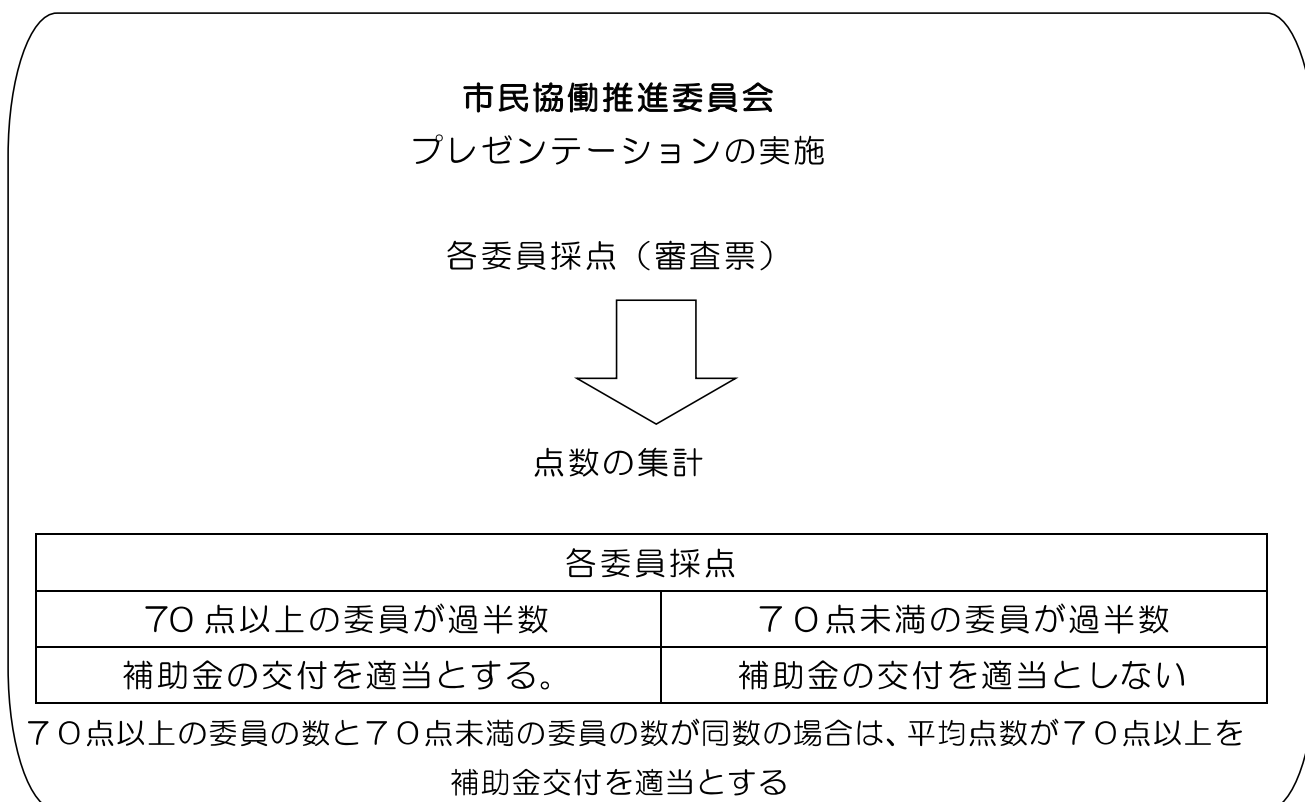 市民協働推進委員会
プレゼンテーションの実施
各委員採点（審査票）
点数の集計
各委員採点
70 点以上の委員が過半数
７０点未満の委員が過半数
補助金の交付を適当とする。
補助金の交付を適当としない
７０点以上の委員の数と７０点未満の委員の数が同数の場合は、平均点数が７０点以上を
補助金交付を適当とする